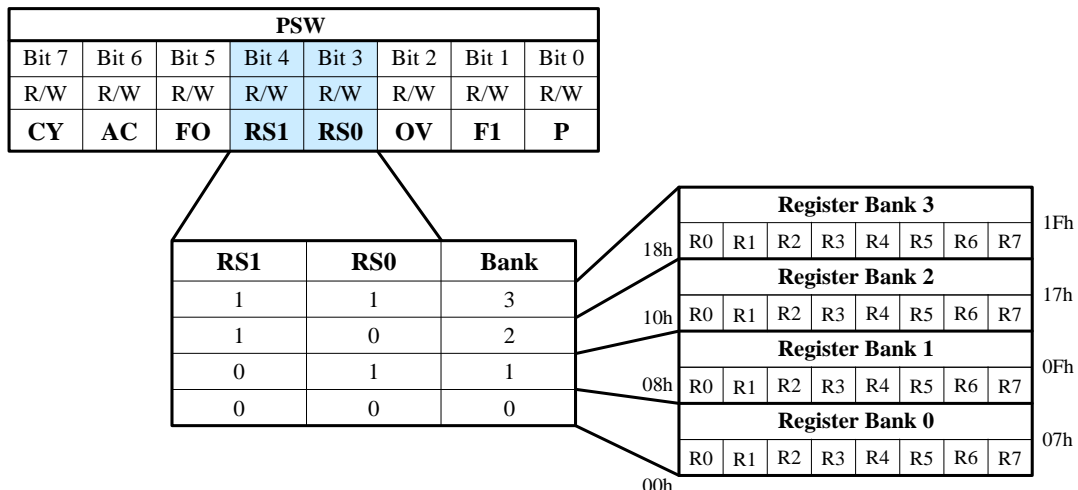 PSW
Bit 7 Bit 6 Bit 5 Bit 4 Bit 3 Bit 2 Bit 1 Bit 0
R/W R/W R/W R/W R/W R/W R/W R/W
CY AC FO RS1 RS0 OV F1 P
RS1 RS0 Bank
1 1 3
1 0 2
0 1 1
0 0 0
Register Bank 3
1Fh
18h
R0 R1 R2 R3 R4 R5 R6 R7
Register Bank 2
17h
10h
R0 R1 R2 R3 R4 R5 R6 R7
Register Bank 1
0Fh
08h
R0 R1 R2 R3 R4 R5 R6 R7
Register Bank 0
07h
R0 R1 R2 R3 R4 R5 R6 R7
00h